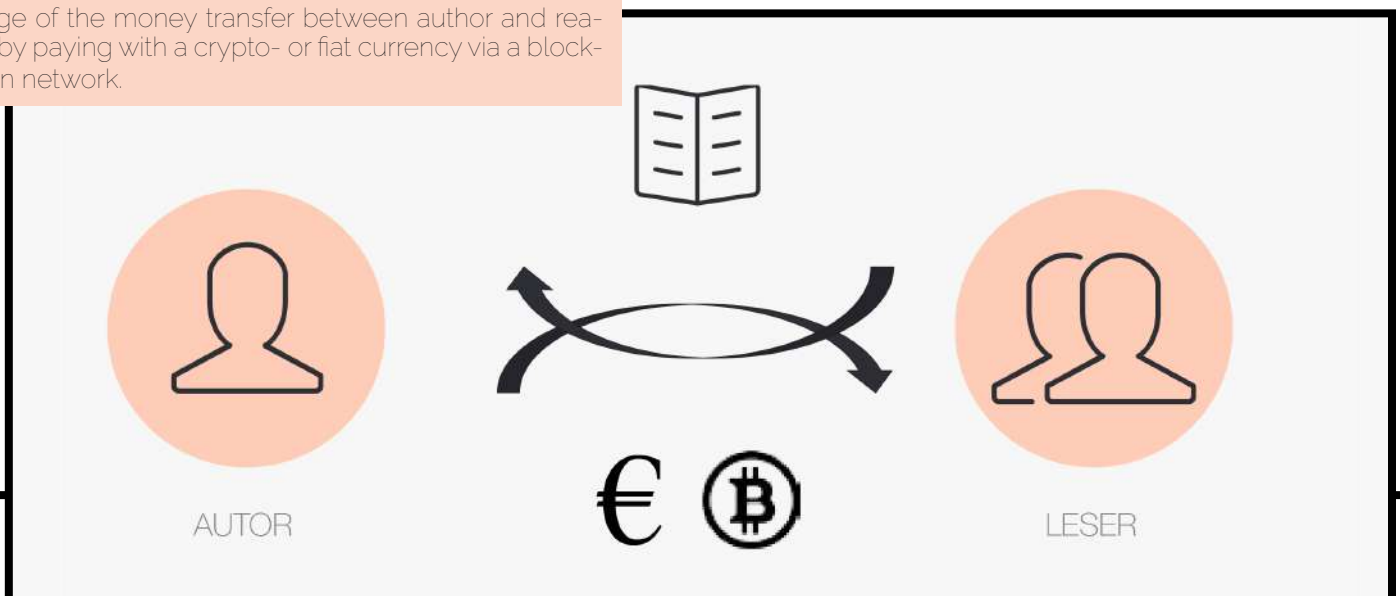 ge of the money transfer between author and rea-
by paying with a crypto- or fiat currency via a block-
n network.
€ ₿
AUTOR
LESER